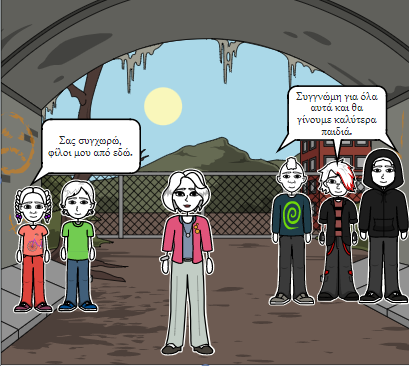 Σας συγχωρώ,
φίλοι μου από εδώ.
Συγγνώμη για όλα
αυτά και θα
γίνουμε καλύτερα
παιδιά.